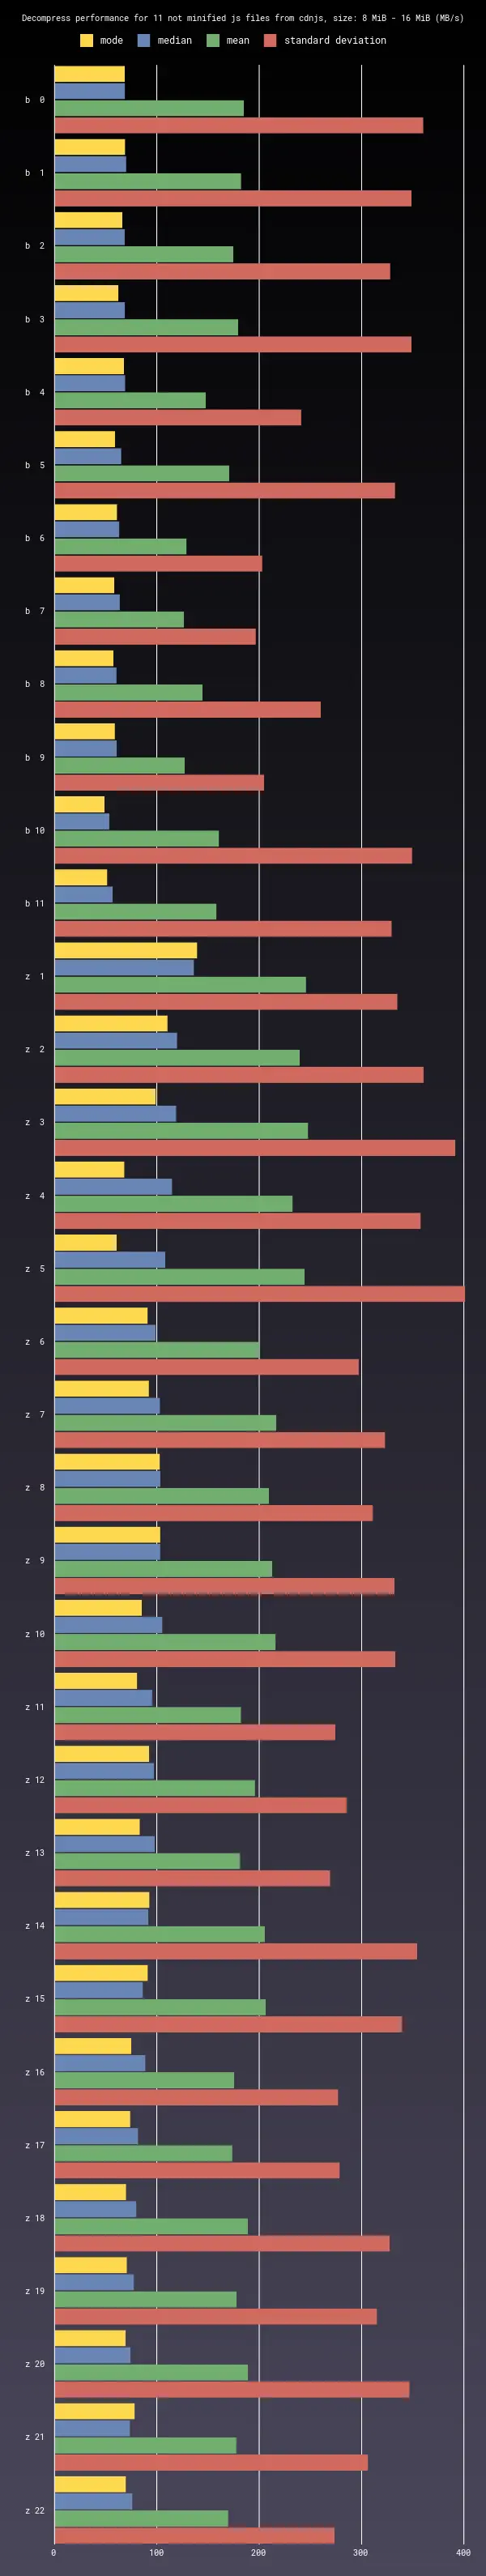 Decompress performance for 11 not minified js files from cdnjs, size: 8 MiB - 16 MiB (MB/s)
mode median mean standard deviation
b 0
b 1
b 2
b 3
b 4
b 5
b 6
b 7
b 8
b 9
b 10
b 11
z 1
z 2
z 3
z 4
z 5
z 6
z 7
z 8
z 9
z 10
z 11
z 12
z 13
z 14
z 15
z 16
z 17
z 18
z 19
z 20
z 21
z 22
0 100 200 300 400